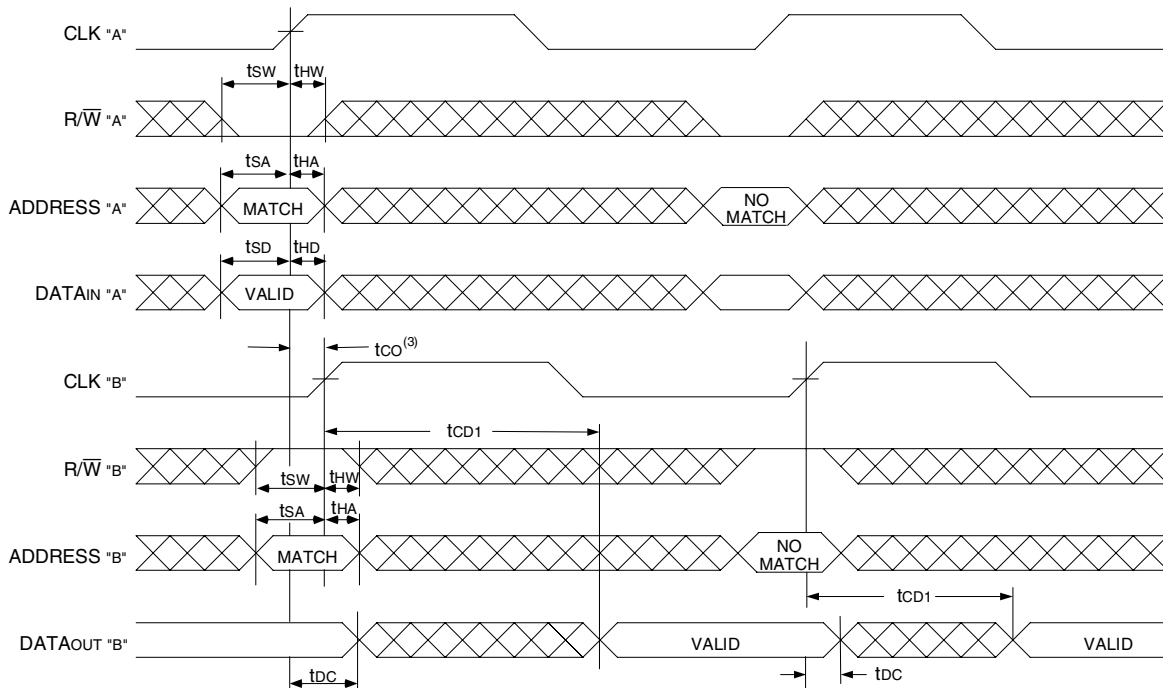 CLK "A"
tSW tHW
R/W̅ "A"
tSA tHA
ADDRESS "A" MATCH NO MATCH
tSD tHD
DATAIN "A" VALID
tCO(3)
CLK "B"
tCD1
R/W̅ "B"
tSW tHW
tSA tHA
ADDRESS "B" MATCH NO MATCH
tCD1
DATAOUT "B" VALID VALID
tDC tDC